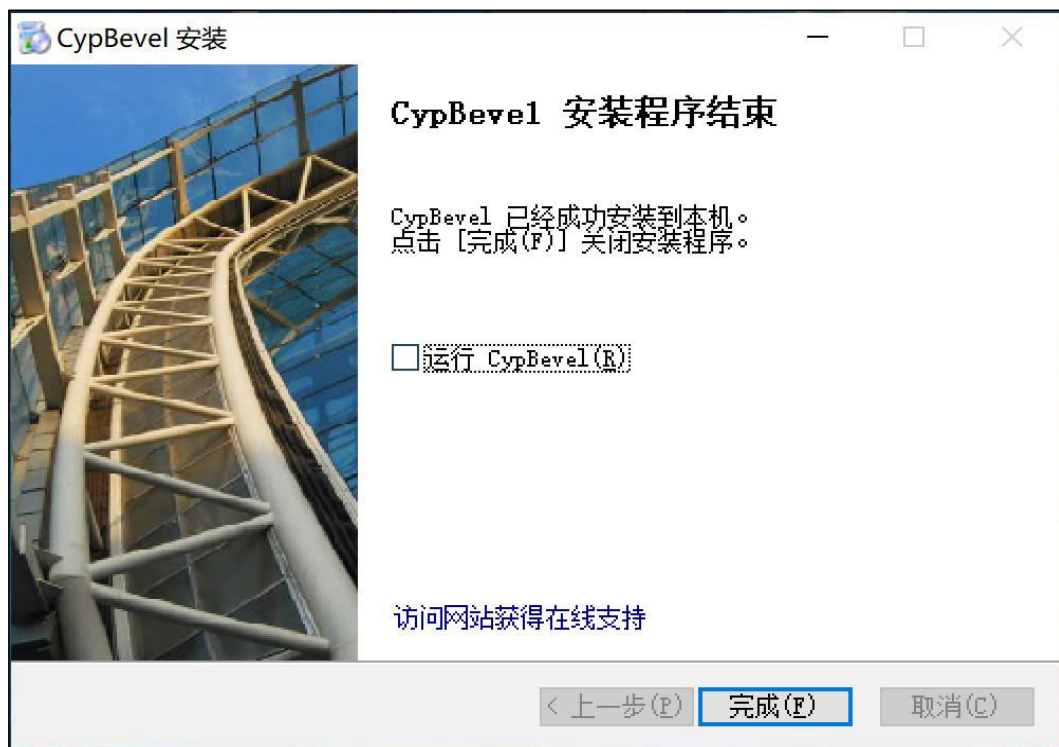 CypBevel 安装
CypBevel 安装程序结束
CypBevel 已经成功安装到本机。
点击 [完成(F)] 关闭安装程序。
运行 CypBevel(R)
访问网站获得在线支持
< 上一步(P)
完成(F)
取消(C)